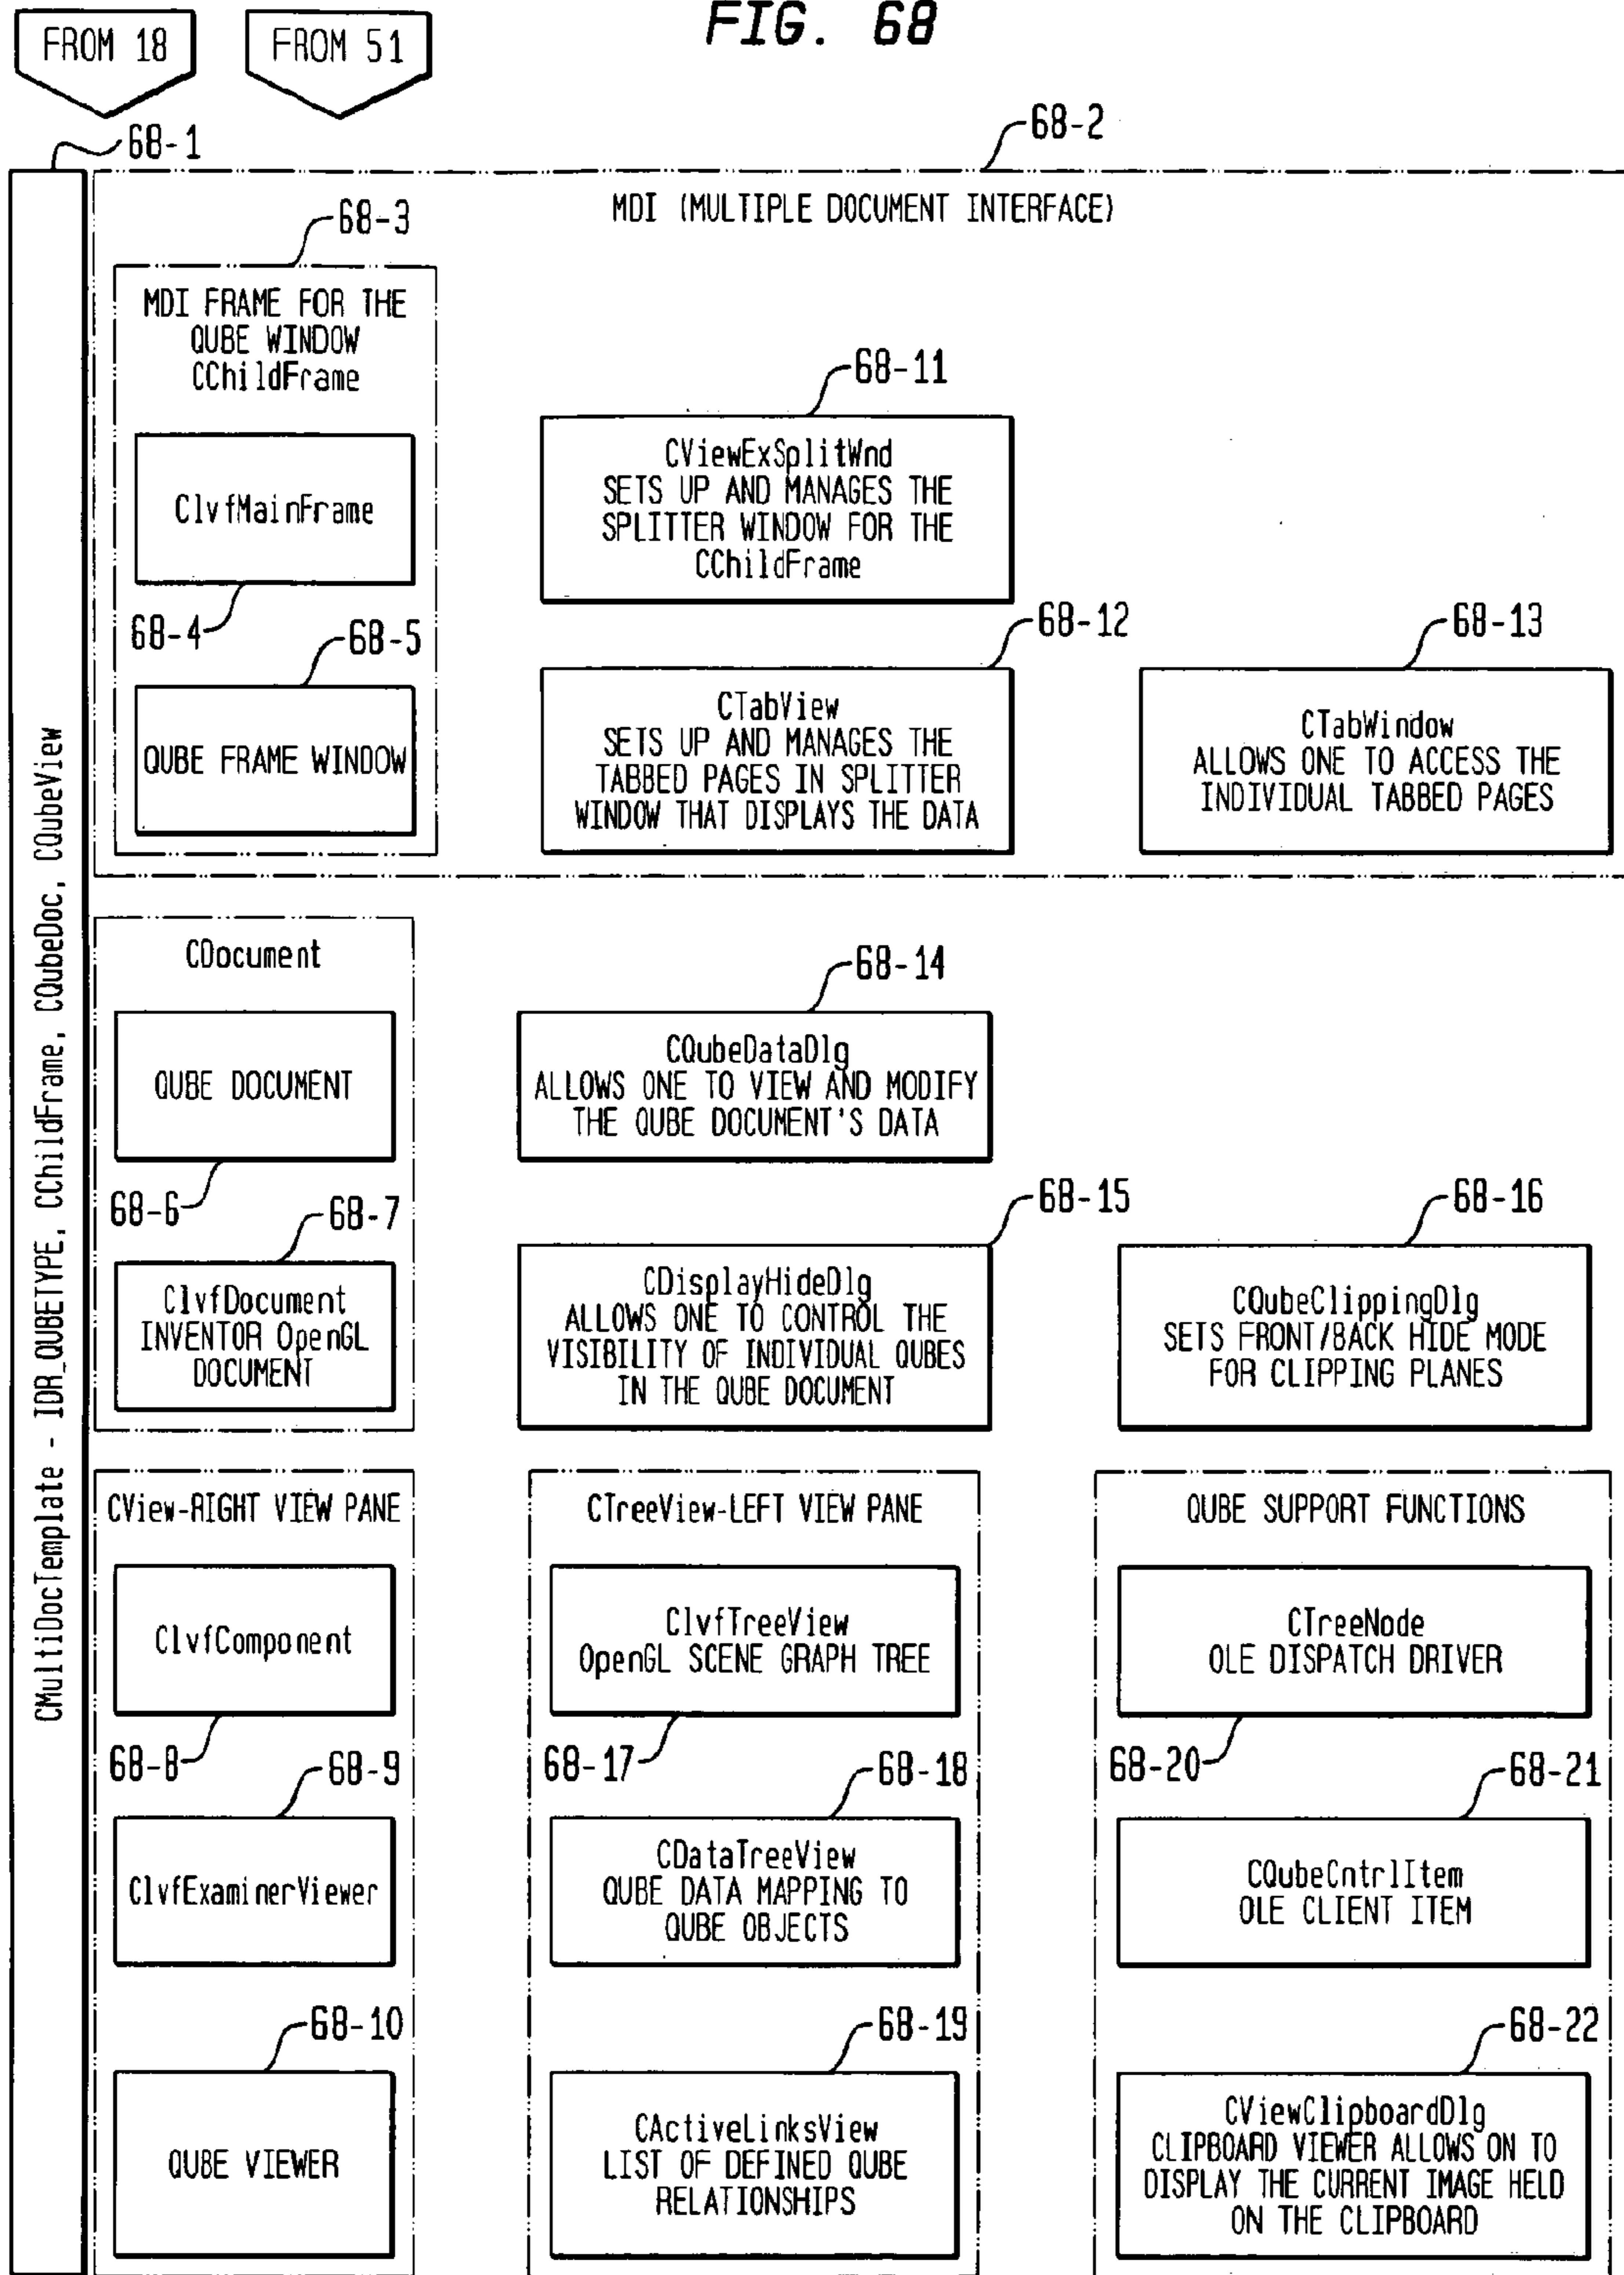 FIG. 68
FROM 18
FROM 51
68-1
68-2
CMultiDocTemplate - IDR_QUBETYPE, CChildFrame, CQubeDoc, CQubeView
MDI (MULTIPLE DOCUMENT INTERFACE)
68-3
MDI FRAME FOR THE
QUBE WINDOW
CChildFrame
ClvfMainFrame
68-4
68-5
QUBE FRAME WINDOW
68-11
CViewExSplitWnd
SETS UP AND MANAGES THE
SPLITTER WINDOW FOR THE
CChildFrame
68-12
CTabView
SETS UP AND MANAGES THE
TABBED PAGES IN SPLITTER
WINDOW THAT DISPLAYS THE DATA
68-13
CTabWindow
ALLOWS ONE TO ACCESS THE
INDIVIDUAL TABBED PAGES
CDocument
QUBE DOCUMENT
68-6
68-7
ClvfDocument
INVENTOR OpenGL
DOCUMENT
68-14
CQubeDataDlg
ALLOWS ONE TO VIEW AND MODIFY
THE QUBE DOCUMENT'S DATA
68-15
CDisplayHideDlg
ALLOWS ONE TO CONTROL THE
VISIBILITY OF INDIVIDUAL QUBES
IN THE QUBE DOCUMENT
68-16
CQubeClippingDlg
SETS FRONT/BACK HIDE MODE
FOR CLIPPING PLANES
CView-RIGHT VIEW PANE
ClvfComponent
68-8
68-9
ClvfExaminerViewer
68-10
QUBE VIEWER
CTreeView-LEFT VIEW PANE
ClvfTreeView
OpenGL SCENE GRAPH TREE
68-17
68-18
CDataTreeView
QUBE DATA MAPPING TO
QUBE OBJECTS
68-19
CActiveLinksView
LIST OF DEFINED QUBE
RELATIONSHIPS
QUBE SUPPORT FUNCTIONS
CTreeNode
OLE DISPATCH DRIVER
68-20
68-21
CQubeCntrlItem
OLE CLIENT ITEM
68-22
CViewClipboardDlg
CLIPBOARD VIEWER ALLOWS ON TO
DISPLAY THE CURRENT IMAGE HELD
ON THE CLIPBOARD